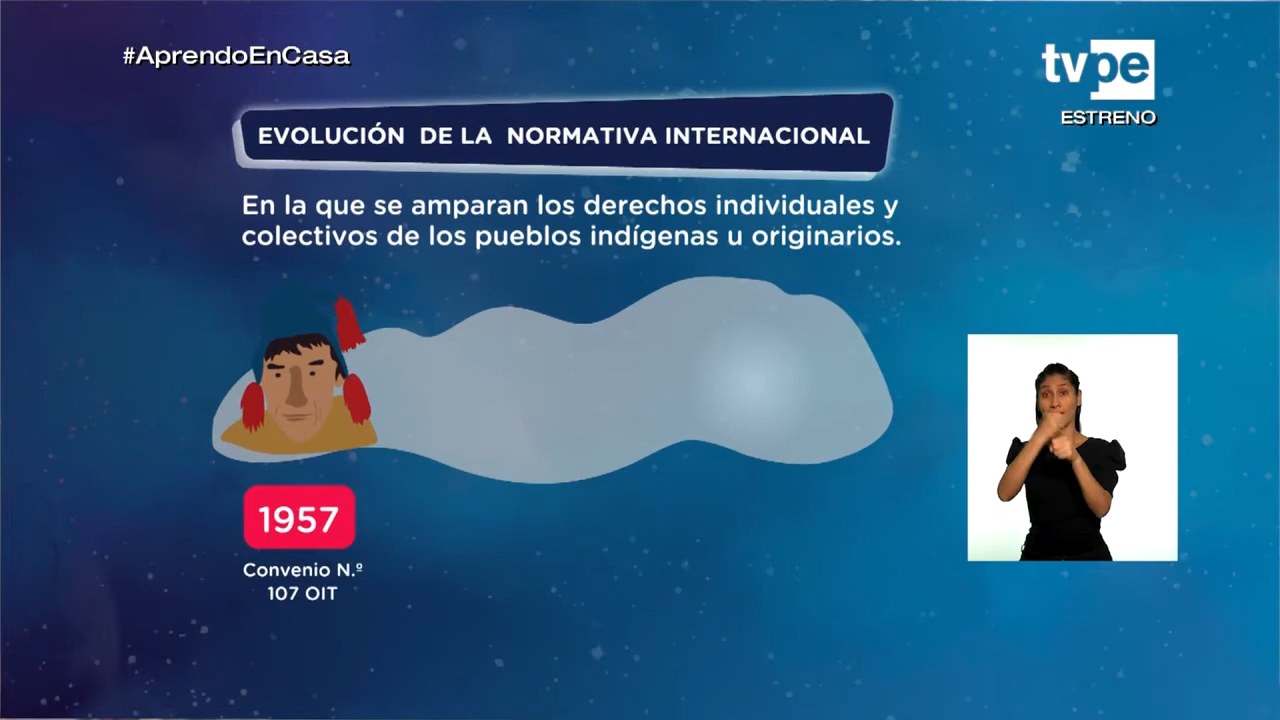 #AprendoEnCasa
tvpe
ESTRENO
EVOLUCIÓN DE LA NORMATIVA INTERNACIONAL
En la que se amparan los derechos individuales y
colectivos de los pueblos indígenas u originarios.
1957
Convenio N.º
107 OIT